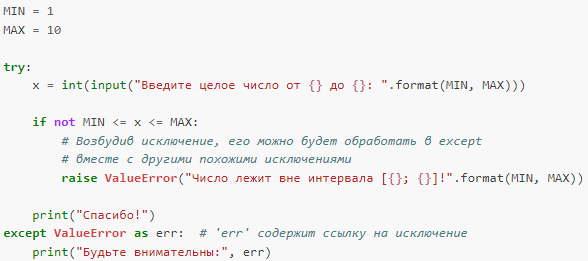 MIN = 1
MAX = 10
try:
x = int(input("Введите целое число от {} до {}: ".format(MIN, MAX)))
if not MIN <= x <= MAX:
# Возбудив исключение, его можно будет обработать в except
# вместе с другими похожими исключениями
raise ValueError("Число лежит вне интервала [{}; {}]!".format(MIN, MAX))
print("Спасибо!")
except ValueError as err:  # 'err' содержит ссылку на исключение
print("Будьте внимательны:", err)